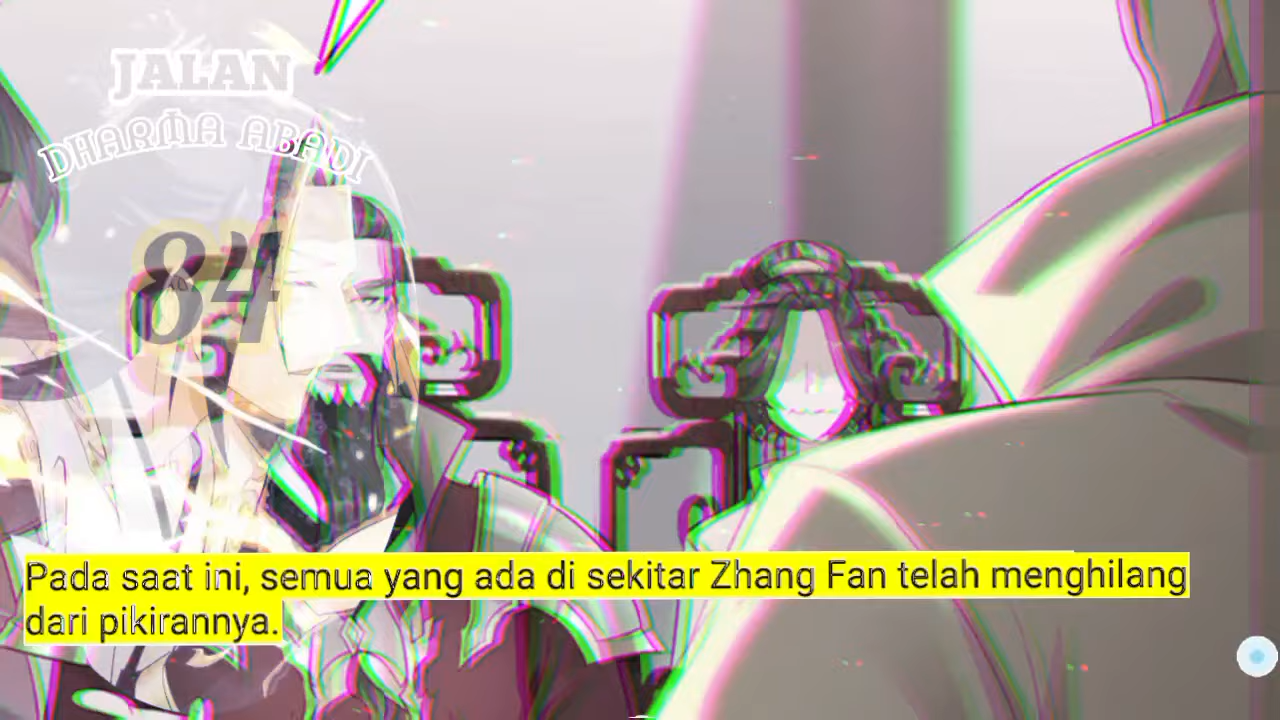 JALAN
DHARMA ABADI
84
Pada saat ini, semua yang ada di sekitar Zhang Fan telah menghilang
dari pikirannya.